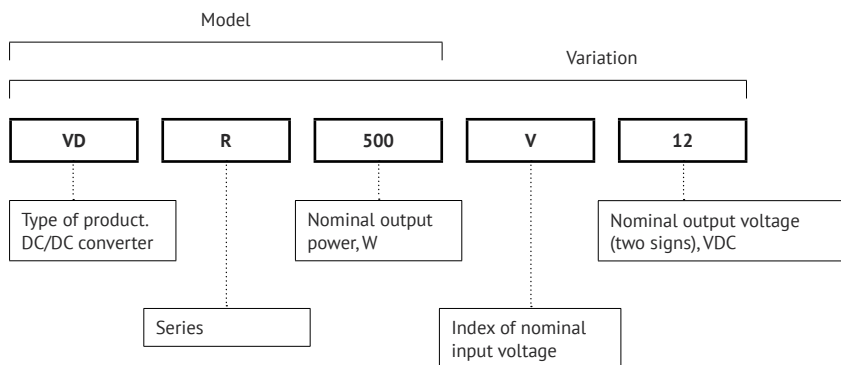 Model
Variation
VD
R
500
V
12
Type of product.
DC/DC converter
Nominal output
power, W
Nominal output voltage
(two signs), VDC
Series
Index of nominal
input voltage